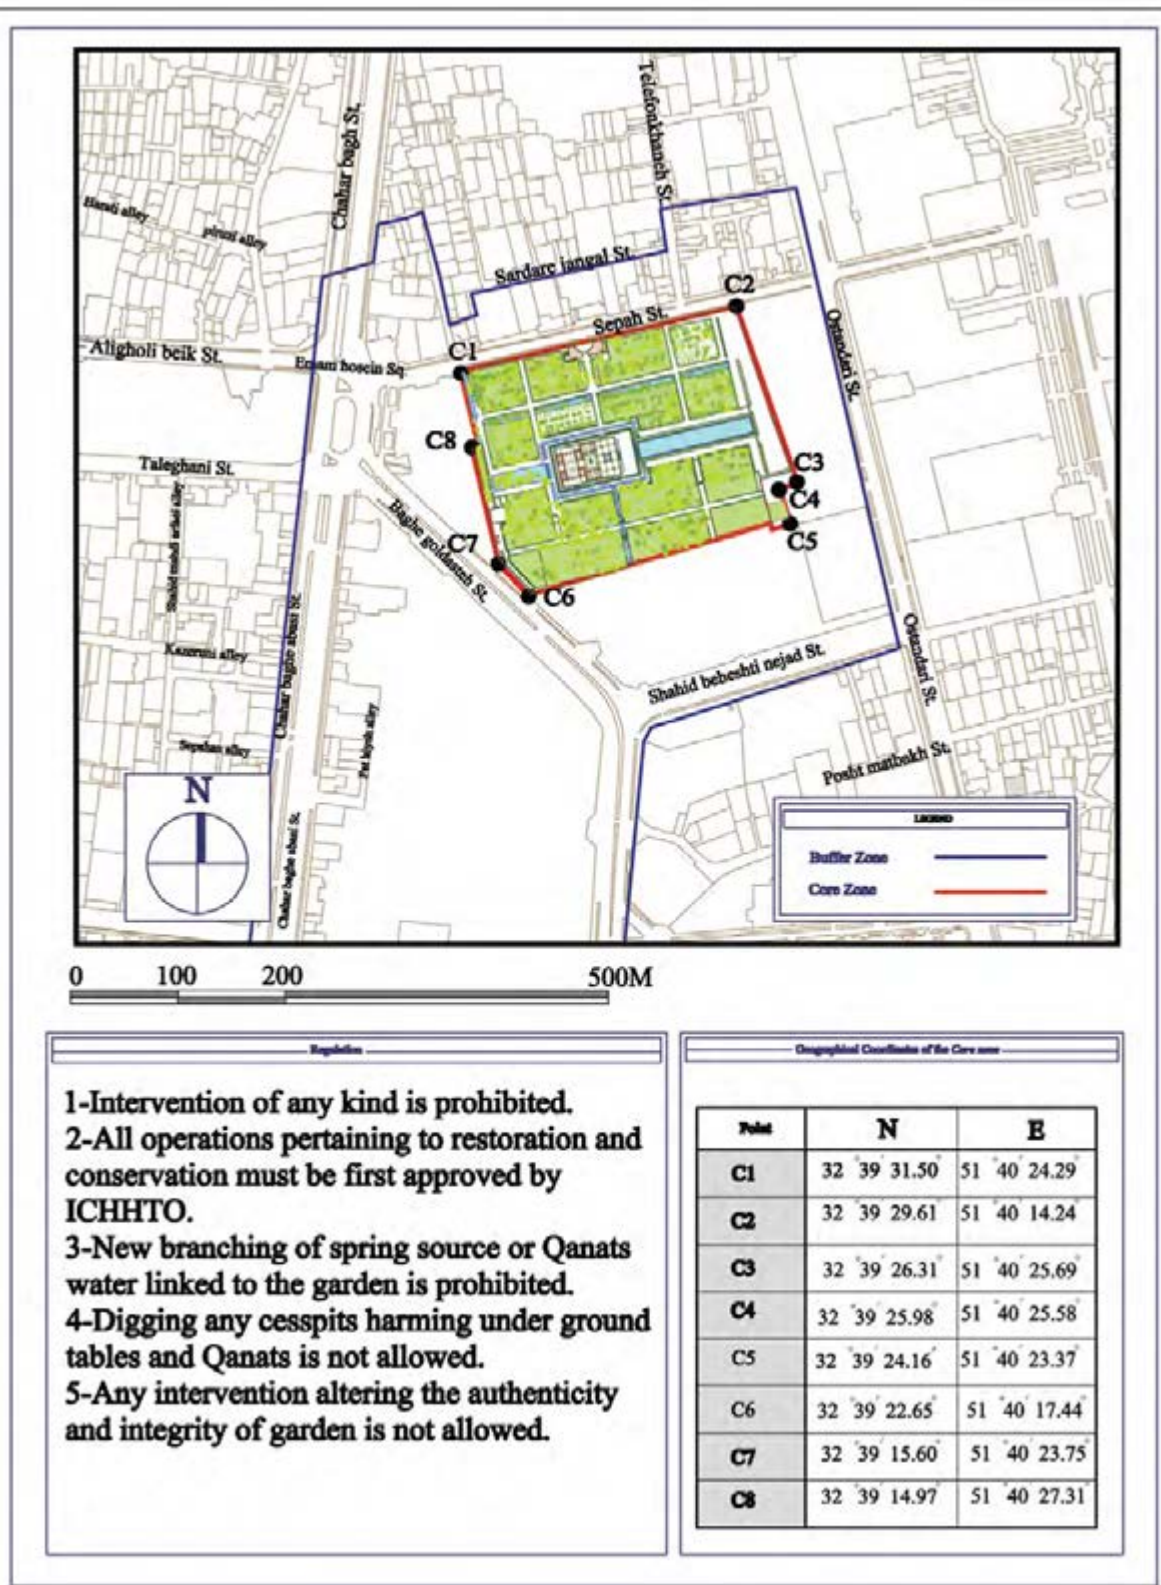 Telefonkhaneh St.
Chahar bagh St.
Harati alley
piruzi alley
Sardare jangal St.
C2
Sepah St.
Ostandari St.
Aligholi beik St.
Emam hosein Sq
C1
C8
Taleghani St.
C3
C4
C5
Baghe goldasteh St.
C7
C6
Kazeruni alley
Chahar baghe abasi St.
Ostandari St.
Shahid beheshti nejad St.
Sepahan alley
Posht matbakh St.
N
Chahar baghe abasi St.
LEGEND
Buffer Zone
Core Zone
0 100 200 500M
Regulation
1-Intervention of any kind is prohibited.
2-All operations pertaining to restoration and
conservation must be first approved by
ICHHTO.
3-New branching of spring source or Qanats
water linked to the garden is prohibited.
4-Digging any cesspits harming under ground
tables and Qanats is not allowed.
5-Any intervention altering the authenticity
and integrity of garden is not allowed.
Geographical Coordinates of the Core zone
Point N E
C1 32 °39 ′31.50″ 51 °40 ′24.29″
C2 32 °39 ′29.61″ 51 °40 ′14.24″
C3 32 °39 ′26.31″ 51 °40 ′25.69″
C4 32 °39 ′25.98″ 51 °40 ′25.58″
C5 32 °39 ′24.16″ 51 °40 ′23.37″
C6 32 °39 ′22.65″ 51 °40 ′17.44″
C7 32 °39 ′15.60″ 51 °40 ′23.75″
C8 32 °39 ′14.97″ 51 °40 ′27.31″